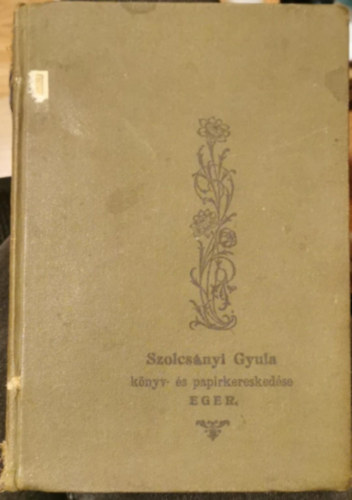 Szolcsányi Gyula
könyv- és papirkereskedése
EGER.